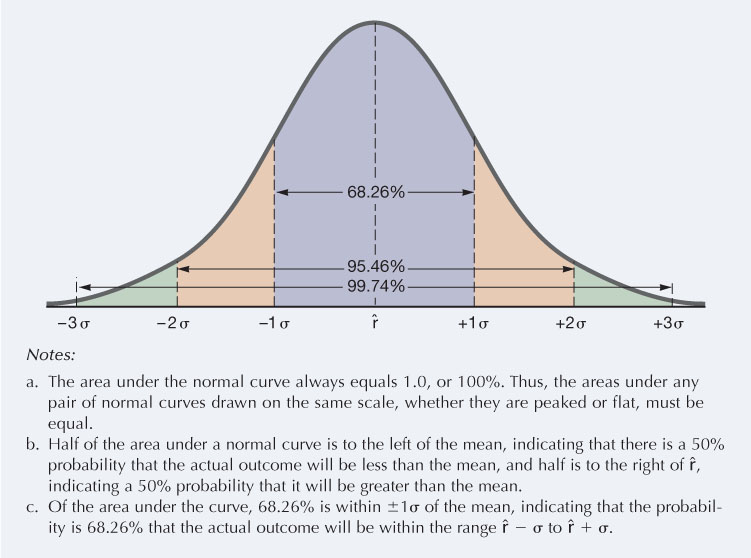 68.26%
95.46%
99.74%
−3σ −2σ −1σ r̂ +1σ +2σ +3σ
Notes:
a. The area under the normal curve always equals 1.0, or 100%. Thus, the areas under any
pair of normal curves drawn on the same scale, whether they are peaked or flat, must be
equal.
b. Half of the area under a normal curve is to the left of the mean, indicating that there is a 50%
probability that the actual outcome will be less than the mean, and half is to the right of r̂,
indicating a 50% probability that it will be greater than the mean.
c. Of the area under the curve, 68.26% is within ±1σ of the mean, indicating that the probabil-
ity is 68.26% that the actual outcome will be within the range r̂ − σ to r̂ + σ.